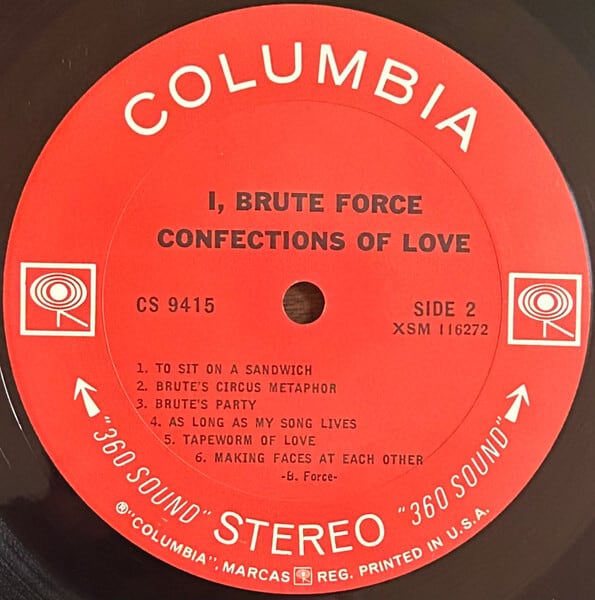 COLUMBIA
I, BRUTE FORCE
CONFECTIONS OF LOVE
CS 9415
SIDE 2
XSM 116272
1. TO SIT ON A SANDWICH
2. BRUTE'S CIRCUS METAPHOR
3. BRUTE'S PARTY
4. AS LONG AS MY SONG LIVES
5. TAPEWORM OF LOVE
6. MAKING FACES AT EACH OTHER
-B. Force-
"360 SOUND" STEREO "360 SOUND"
®"COLUMBIA", MARCAS REG. PRINTED IN U.S.A.